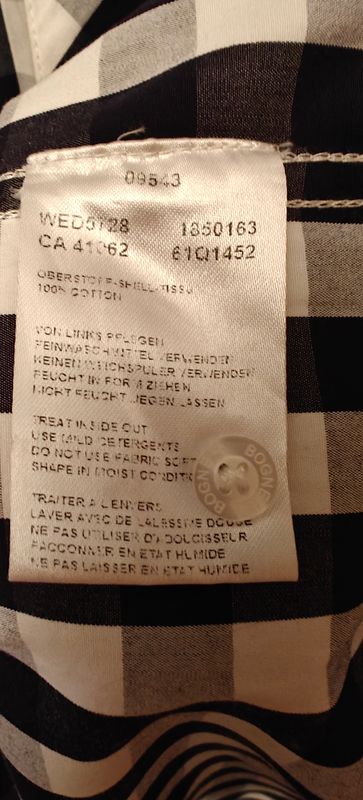 09543
WED0728 1850163
CA 41062 61Q1452
OBERSTOFF-SHELL-TISSU
100% COTTON
VON LINKS PFLEGEN
FEINWASCHMITTEL VERWENDEN
KEINEN WEICHSPÜLER VERWENDEN
FEUCHT IN FORM ZIEHEN
NICHT FEUCHT LIEGEN LASSEN
TREAT INSIDE OUT
USE MILD DETERGENTS
DO NOT USE FABRIC SOFT
SHAPE IN MOIST CONDITI
BOGNER
BOGNE
TRAITER A L'ENVERS
LAVER AVEC DE LA LESSIVE DOUCE
NE PAS UTILISER D'ADOUCISSEUR
FACONNER EN ETAT HUMIDE
NE PAS LAISSER EN ETAT HUMIDE